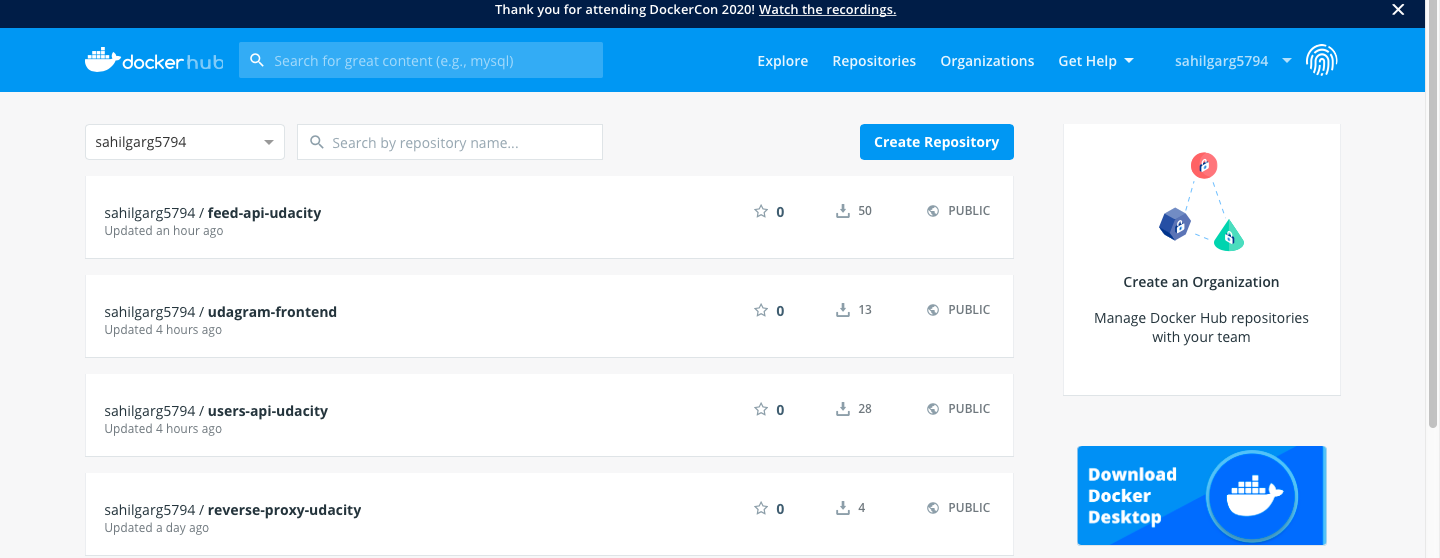 Thank you for attending DockerCon 2020! Watch the recordings.
docker hub
Search for great content (e.g., mysql)
Explore
Repositories
Organizations
Get Help
sahilgarg5794
sahilgarg5794
Search by repository name...
Create Repository
sahilgarg5794 / feed-api-udacity
Updated an hour ago
0
50
PUBLIC
sahilgarg5794 / udagram-frontend
Updated 4 hours ago
0
13
PUBLIC
sahilgarg5794 / users-api-udacity
Updated 4 hours ago
0
28
PUBLIC
sahilgarg5794 / reverse-proxy-udacity
Updated a day ago
0
4
PUBLIC
Create an Organization
Manage Docker Hub repositories
with your team
Download
Docker
Desktop